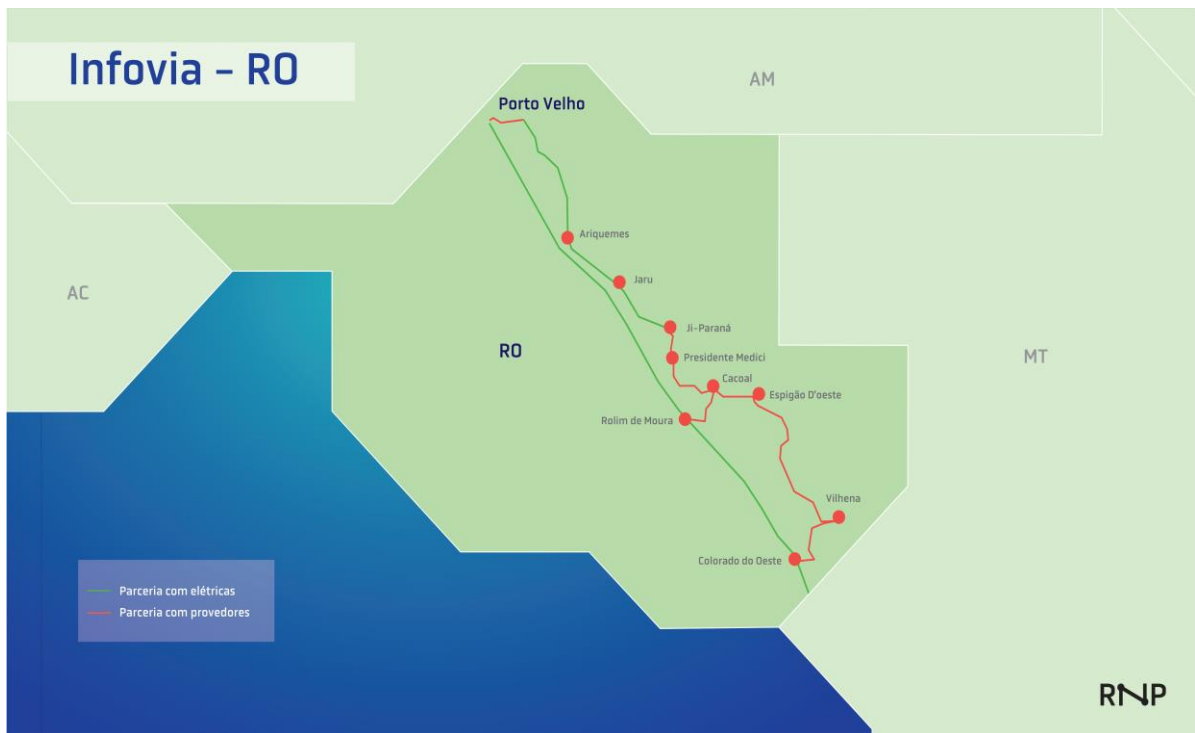 Infovia - RO
AM
Porto Velho
Ariquemes
Jaru
AC
Ji-Paraná
RO
Presidente Medici
MT
Cacoal
Espigão D'oeste
Rolim de Moura
Vilhena
Colorado do Oeste
Parceria com elétricas
Parceria com provedores
RNP